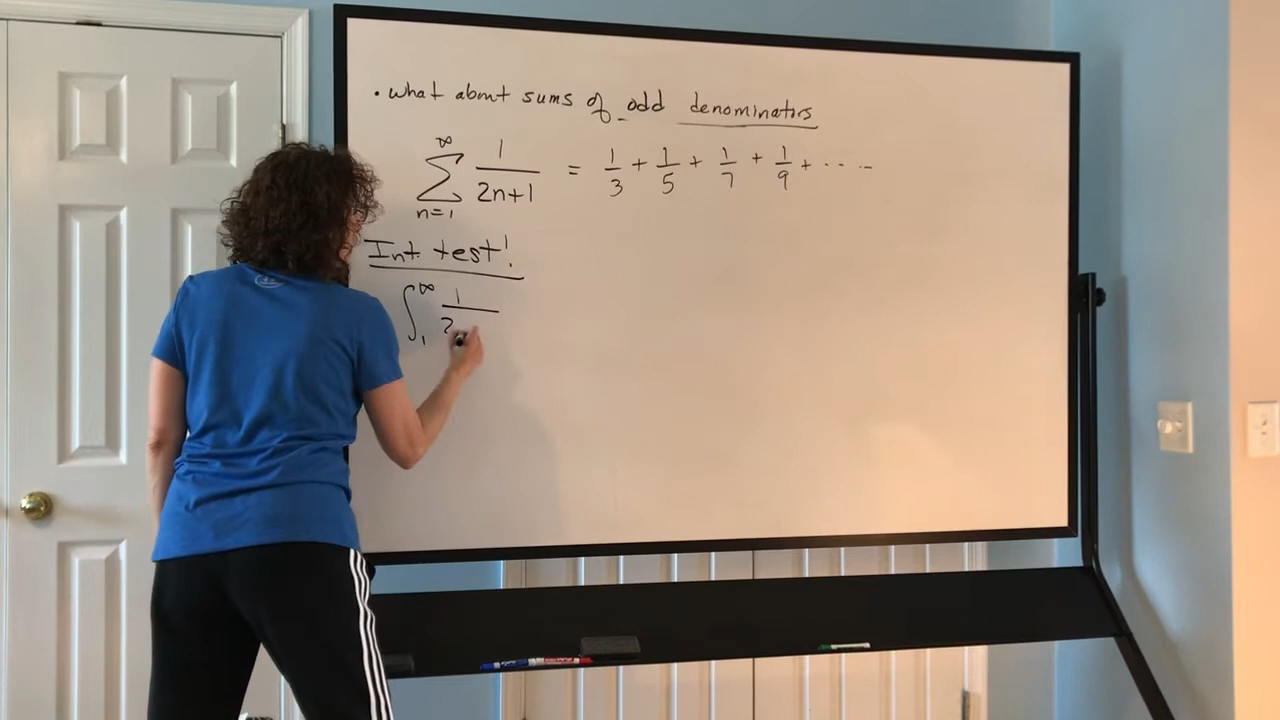 • what about sums of odd denominators
∞ ∑ n=1 1/2n+1 = 1/3 + 1/5 + 1/7 + 1/9 + ·····
Int. test!
∫₁^∞ 1/2